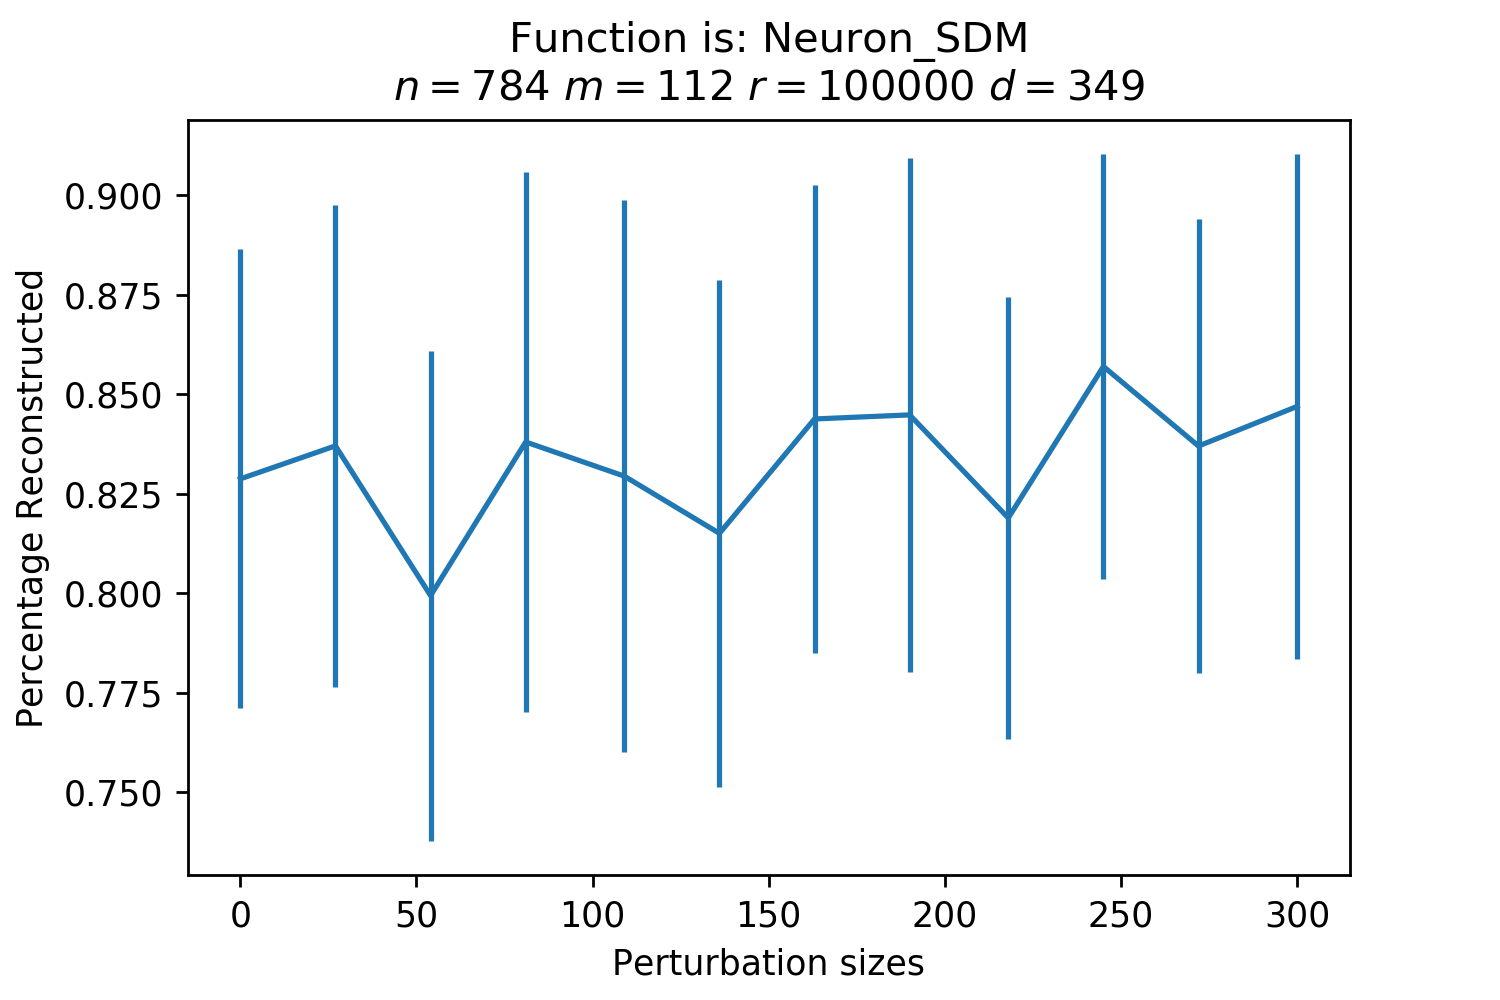 Function is: Neuron_SDM
n = 784 m = 112 r = 100000 d = 349
Percentage Reconstructed
0.900
0.875
0.850
0.825
0.800
0.775
0.750
0 50 100 150 200 250 300
Perturbation sizes